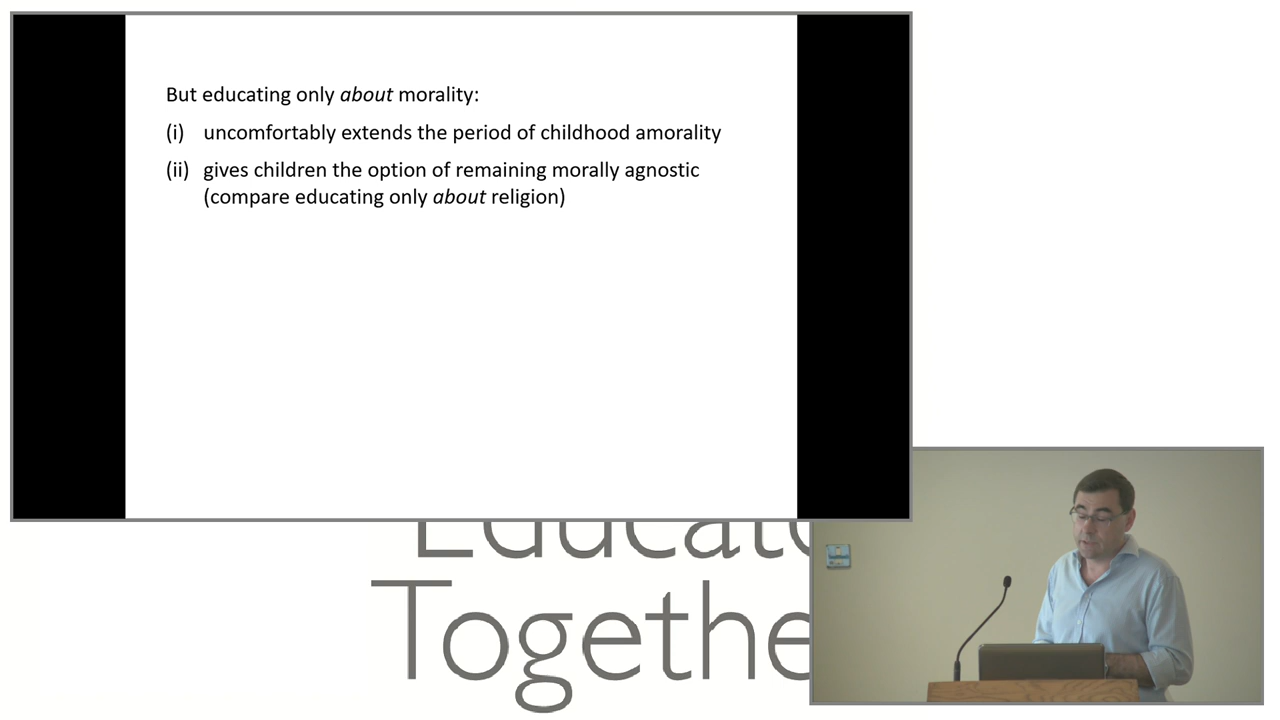 But educating only about morality:
(i) uncomfortably extends the period of childhood amorality
(ii) gives children the option of remaining morally agnostic
(compare educating only about religion)
Educate
Togethe